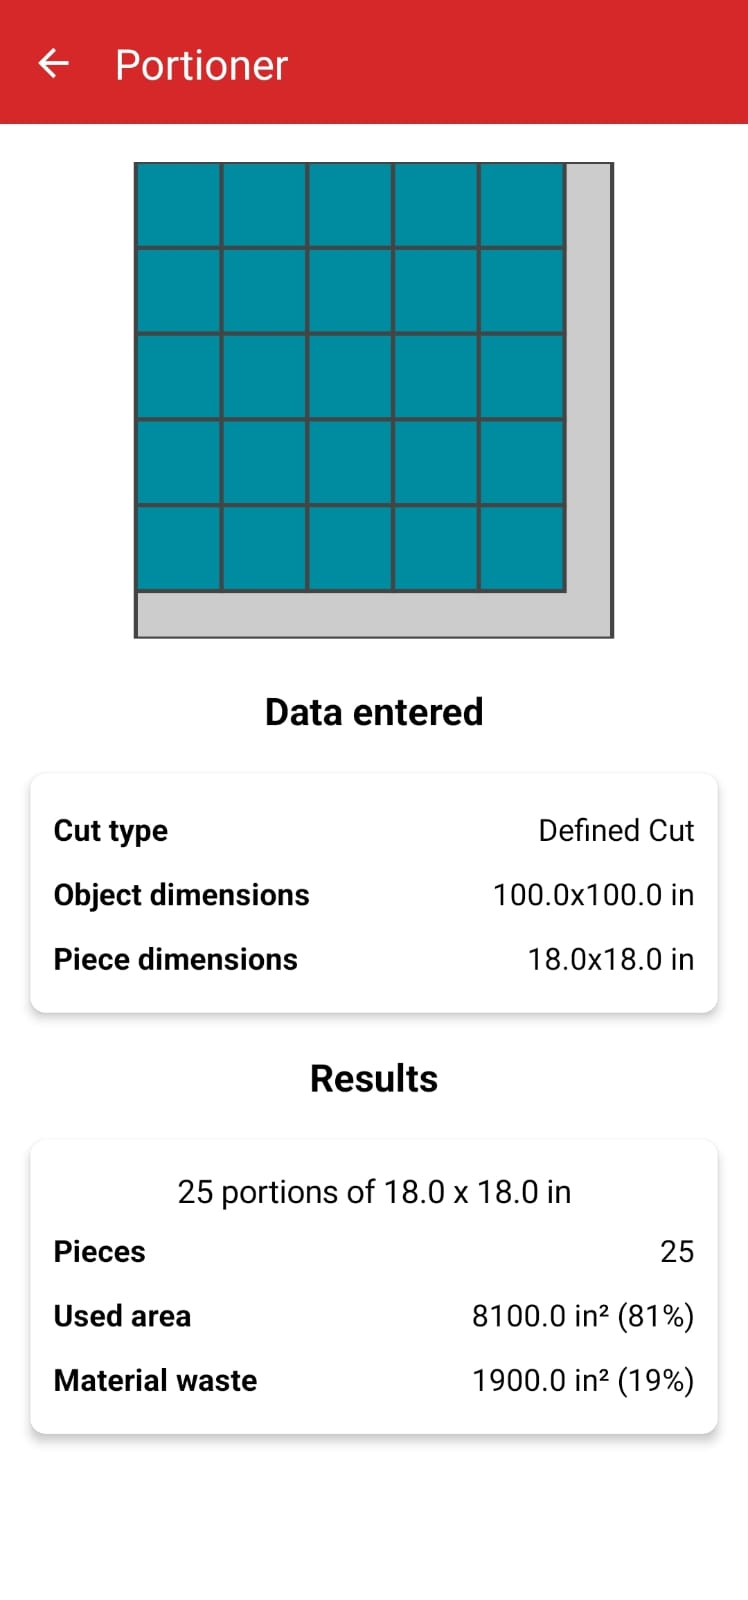 Portioner
Data entered
Cut type Defined Cut
Object dimensions 100.0x100.0 in
Piece dimensions 18.0x18.0 in
Results
25 portions of 18.0 x 18.0 in
Pieces 25
Used area 8100.0 in² (81%)
Material waste 1900.0 in² (19%)